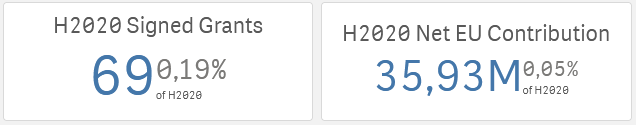 H2020 Signed Grants
69 0,19%
of H2020
H2020 Net EU Contribution
35,93M 0,05%
of H2020